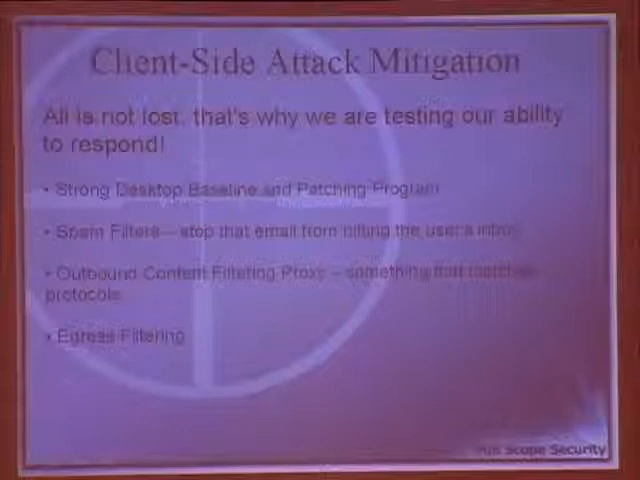 Client-Side Attack Mitigation
All is not lost, that's why we are testing our ability
to respond!
• Strong Desktop Baseline and Patching Program
• Spam Filters – stop that email from hitting the user's inbox
• Outbound Content Filtering Proxy – something that
protocols
• Egress Filtering
Scope Security